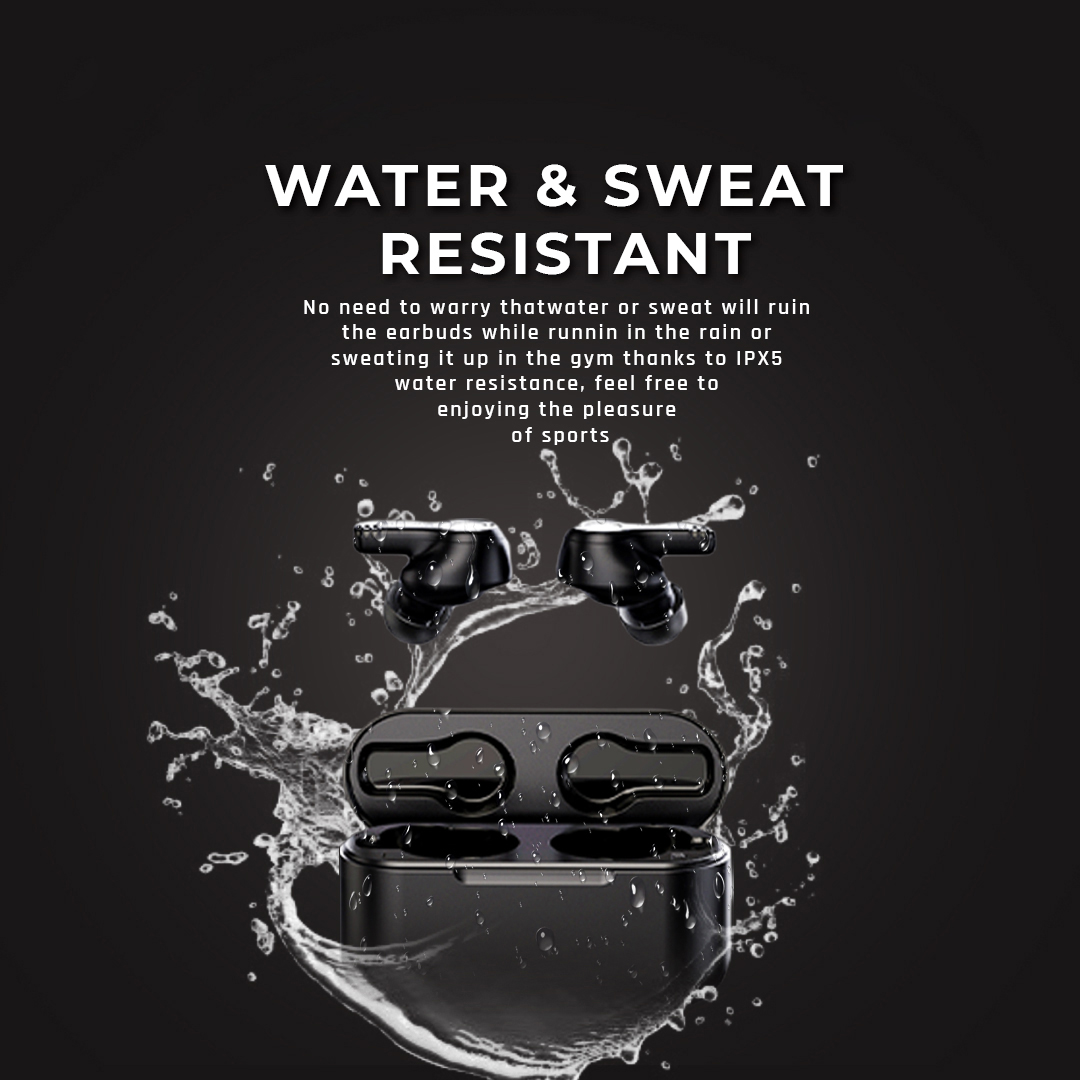 WATER & SWEAT
RESISTANT
No need to warry thatwater or sweat will ruin
the earbuds while runnin in the rain or
sweating it up in the gym thanks to IPX5
water resistance, feel free to
enjoying the pleasure
of sports